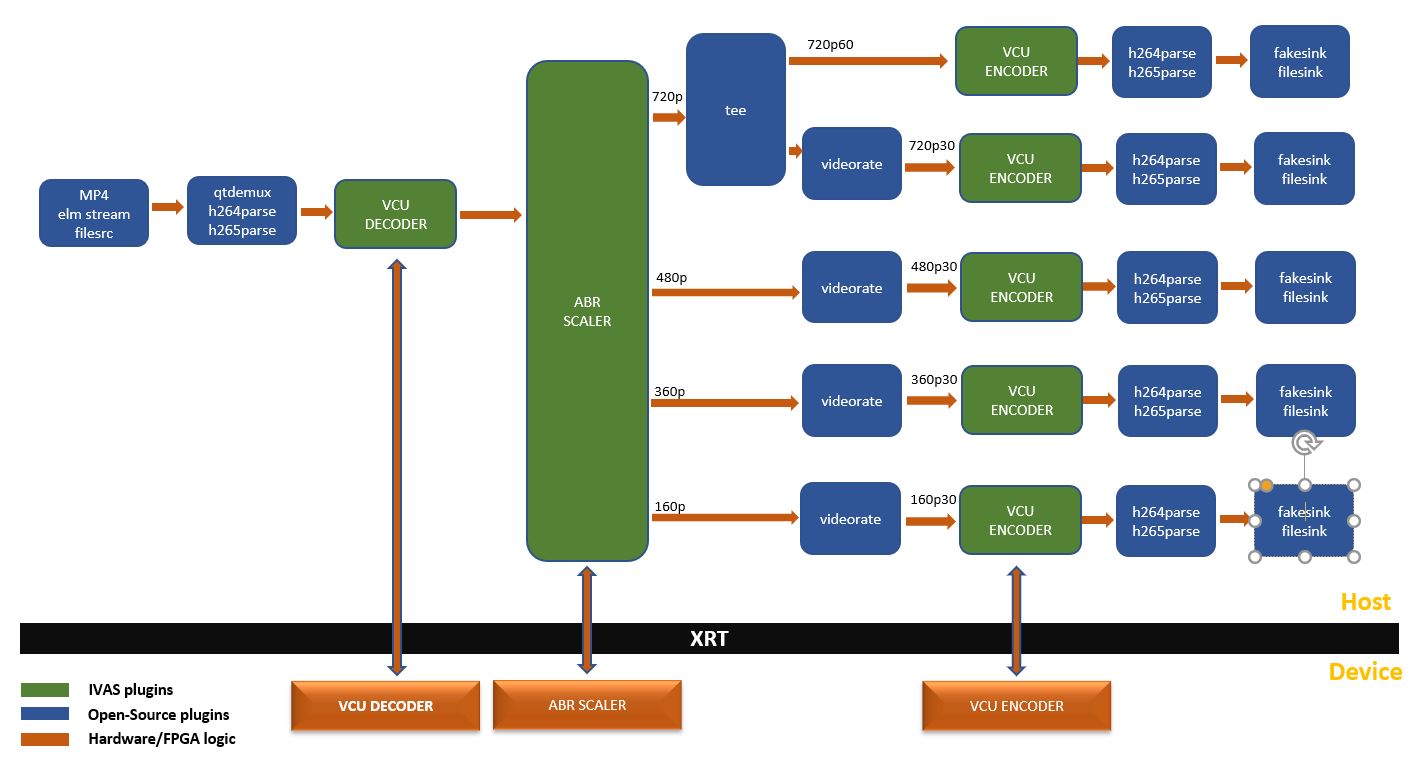 720p60
VCU
ENCODER
h264parse
h265parse
fakesink
filesink
720p
tee
videorate
720p30
VCU
ENCODER
h264parse
h265parse
fakesink
filesink
MP4
elm stream
filesrc
qtdemux
h264parse
h265parse
VCU
DECODER
ABR
SCALER
480p
videorate
480p30
VCU
ENCODER
h264parse
h265parse
fakesink
filesink
360p
videorate
360p30
VCU
ENCODER
h264parse
h265parse
fakesink
filesink
160p
videorate
160p30
VCU
ENCODER
h264parse
h265parse
fakesink
filesink
Host
XRT
Device
IVAS plugins
Open-Source plugins
Hardware/FPGA logic
VCU DECODER
ABR SCALER
VCU ENCODER